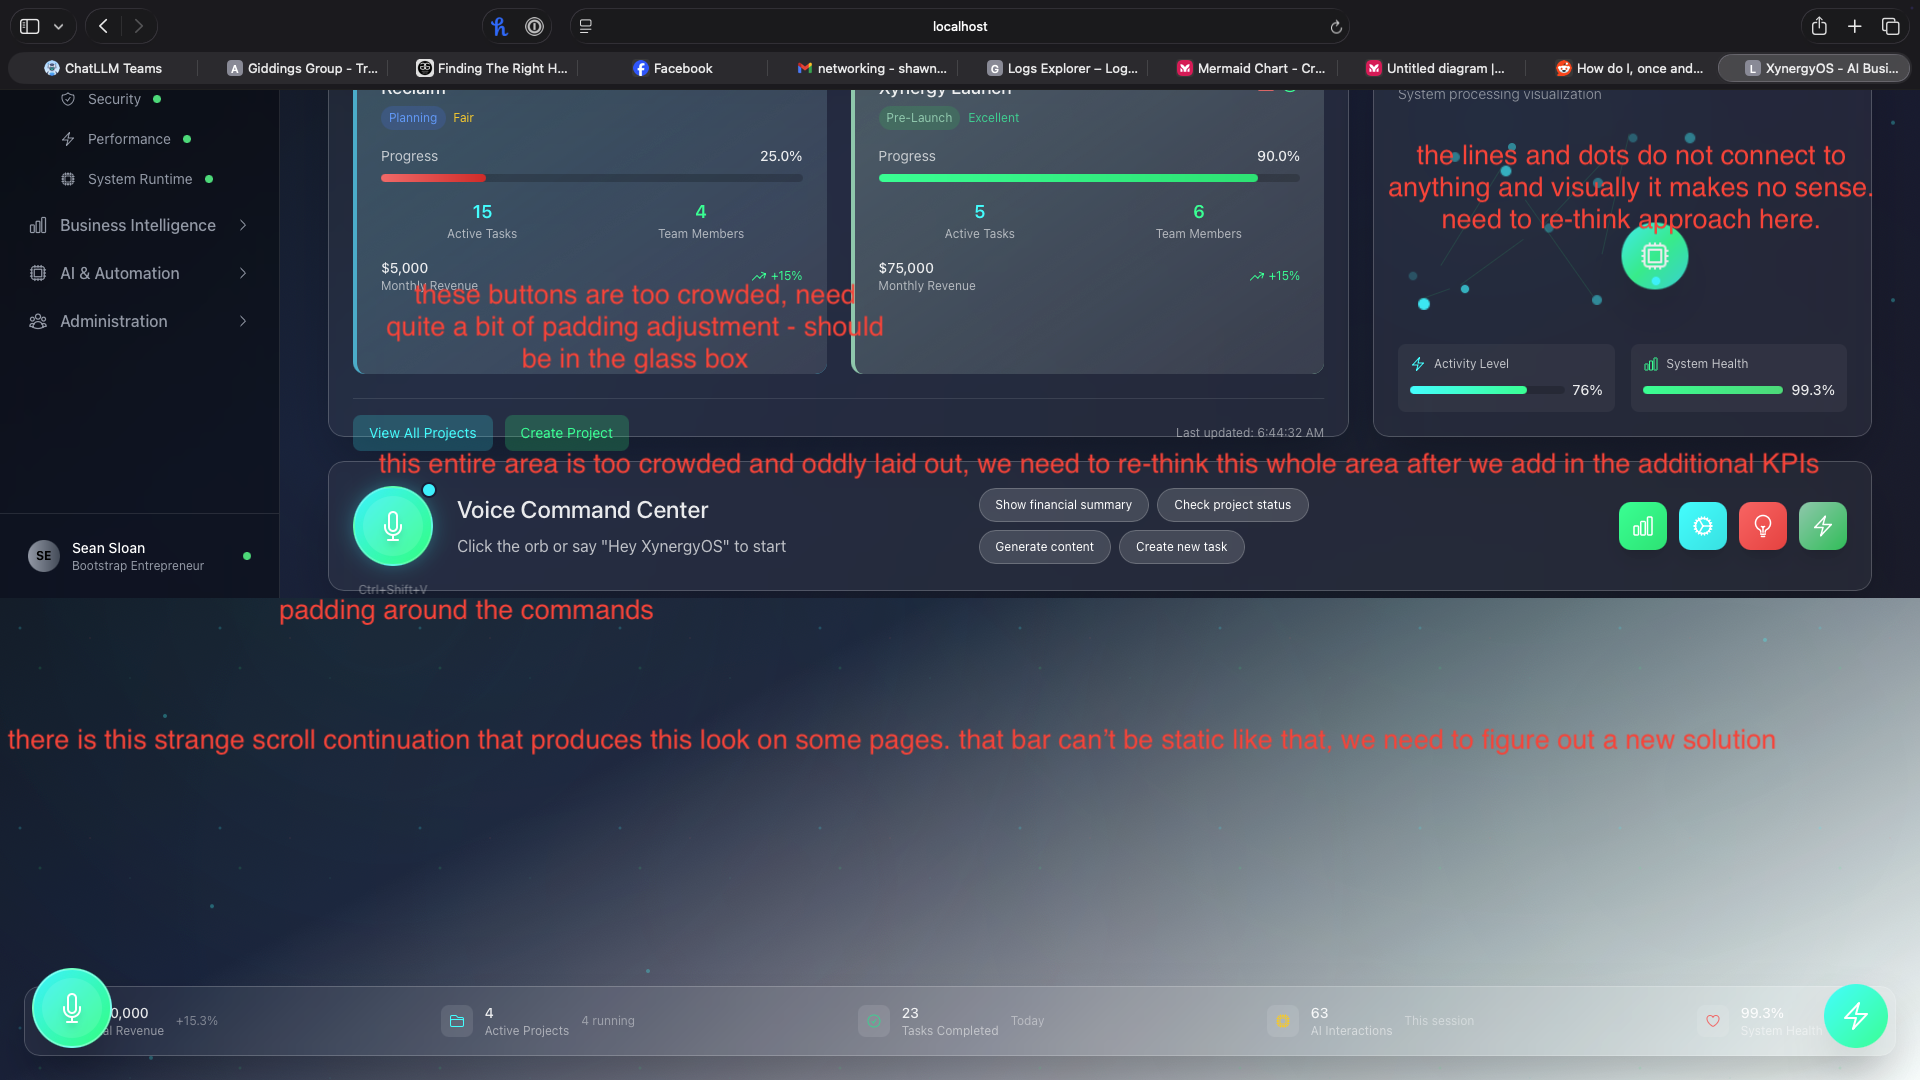 localhost
ChatLLM Teams
A Giddings Group - Tr...
Finding The Right H...
Facebook
networking - shawn...
G Logs Explorer – Log...
Mermaid Chart - Cr...
Untitled diagram |...
How do I, once and...
L XynergyOS - AI Busi...
Security
Performance
System Runtime
Business Intelligence
AI & Automation
Administration
SE
Sean Sloan
Bootstrap Entrepreneur
Reclaim
Planning Fair
Progress 25.0%
15 4
Active Tasks Team Members
$5,000
Monthly Revenue +15%
these buttons are too crowded, need
quite a bit of padding adjustment - should
be in the glass box
Xynergy Launch
Pre-Launch Excellent
Progress 90.0%
5 6
Active Tasks Team Members
$75,000
Monthly Revenue +15%
System processing visualization
the lines and dots do not connect to
anything and visually it makes no sense.
need to re-think approach here.
Activity Level
76%
System Health
99.3%
View All Projects Create Project Last updated: 6:44:32 AM
this entire area is too crowded and oddly laid out, we need to re-think this whole area after we add in the additional KPIs
Voice Command Center
Click the orb or say "Hey XynergyOS" to start
Show financial summary Check project status
Generate content Create new task
Ctrl+Shift+V
padding around the commands
there is this strange scroll continuation that produces this look on some pages. that bar can't be static like that. we need to figure out a new solution
0,000
al Revenue +15.3%
4
Active Projects 4 running
23
Tasks Completed Today
63
AI Interactions This session
99.3%
System Health